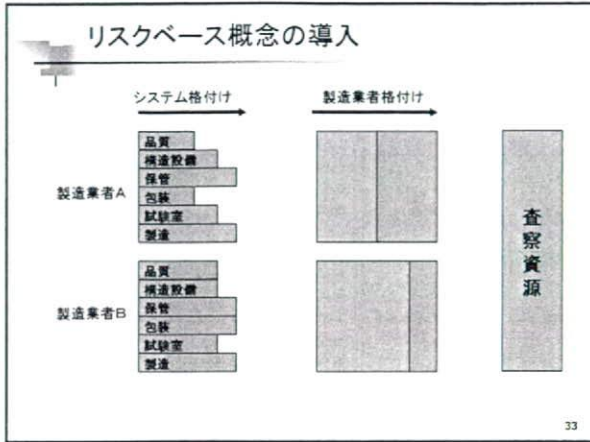 リスクベース概念の導入
システム格付け
製造業者格付け
製造業者A
品質
構造設備
保管
包装
試験室
製造
製造業者B
品質
構造設備
保管
包装
試験室
製造
査察資源
33